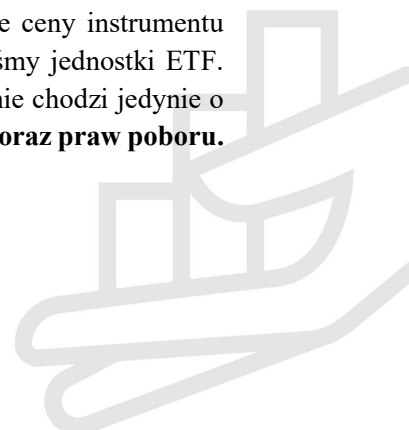 e ceny instrumentu
śmy jednostki ETF.
nie chodzi jedynie o
oraz praw poboru.